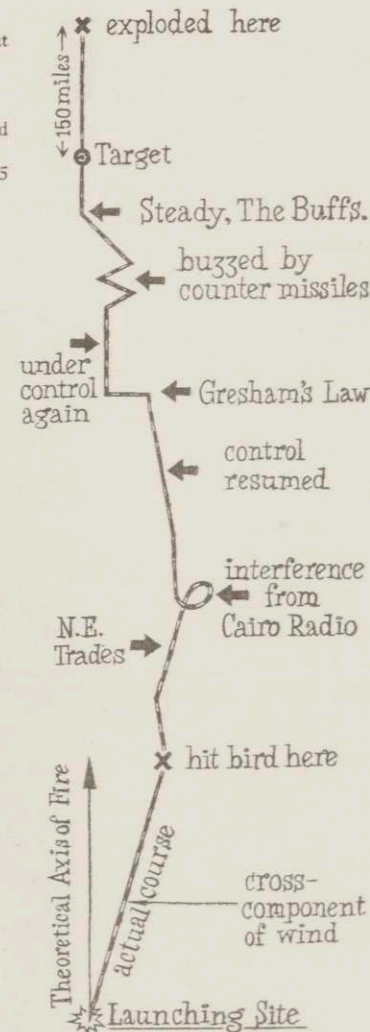 exploded here
150 miles
Target
Steady, The Buffs.
buzzed by
counter missiles
under
control
again
Gresham's Law
control
resumed
interference
from
Cairo Radio
N.E.
Trades
hit bird here
Theoretical Axis of Fire
actual course
cross-
component
of wind
Launching Site
5